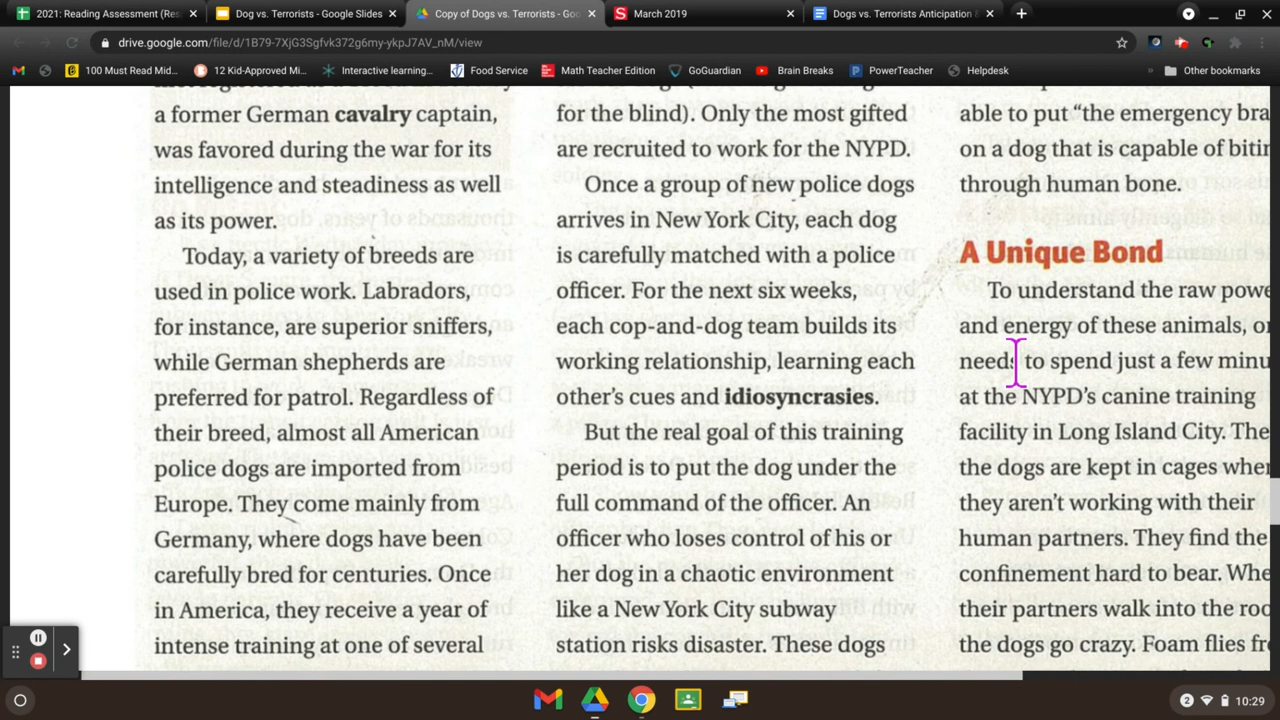 2021: Reading Assessment (Res
Dog vs. Terrorists - Google Slides
Copy of Dogs vs. Terrorists - Goo
March 2019
Dogs vs. Terrorists Anticipation
drive.google.com/file/d/1B79-7XjG3Sgfvk372g6my-ykpJ7AV_nM/view
100 Must Read Mid...
12 Kid-Approved Mi...
Interactive learning...
Food Service
Math Teacher Edition
GoGuardian
Brain Breaks
PowerTeacher
Helpdesk
»
Other bookmarks
a former German cavalry captain,
was favored during the war for its
intelligence and steadiness as well
as its power.
Today, a variety of breeds are
used in police work. Labradors,
for instance, are superior sniffers,
while German shepherds are
preferred for patrol. Regardless of
their breed, almost all American
police dogs are imported from
Europe. They come mainly from
Germany, where dogs have been
carefully bred for centuries. Once
in America, they receive a year of
intense training at one of several
for the blind). Only the most gifted
are recruited to work for the NYPD.
Once a group of new police dogs
arrives in New York City, each dog
is carefully matched with a police
officer. For the next six weeks,
each cop-and-dog team builds its
working relationship, learning each
other's cues and idiosyncrasies.
But the real goal of this training
period is to put the dog under the
full command of the officer. An
officer who loses control of his or
her dog in a chaotic environment
like a New York City subway
station risks disaster. These dogs
able to put “the emergency bra
on a dog that is capable of bitin
through human bone.
A Unique Bond
To understand the raw powe
and energy of these animals, o
needs to spend just a few minu
at the NYPD's canine training
facility in Long Island City. The
the dogs are kept in cages when
they aren't working with their
human partners. They find the
confinement hard to bear. Whe
their partners walk into the roo
the dogs go crazy. Foam flies fr
2
10:29